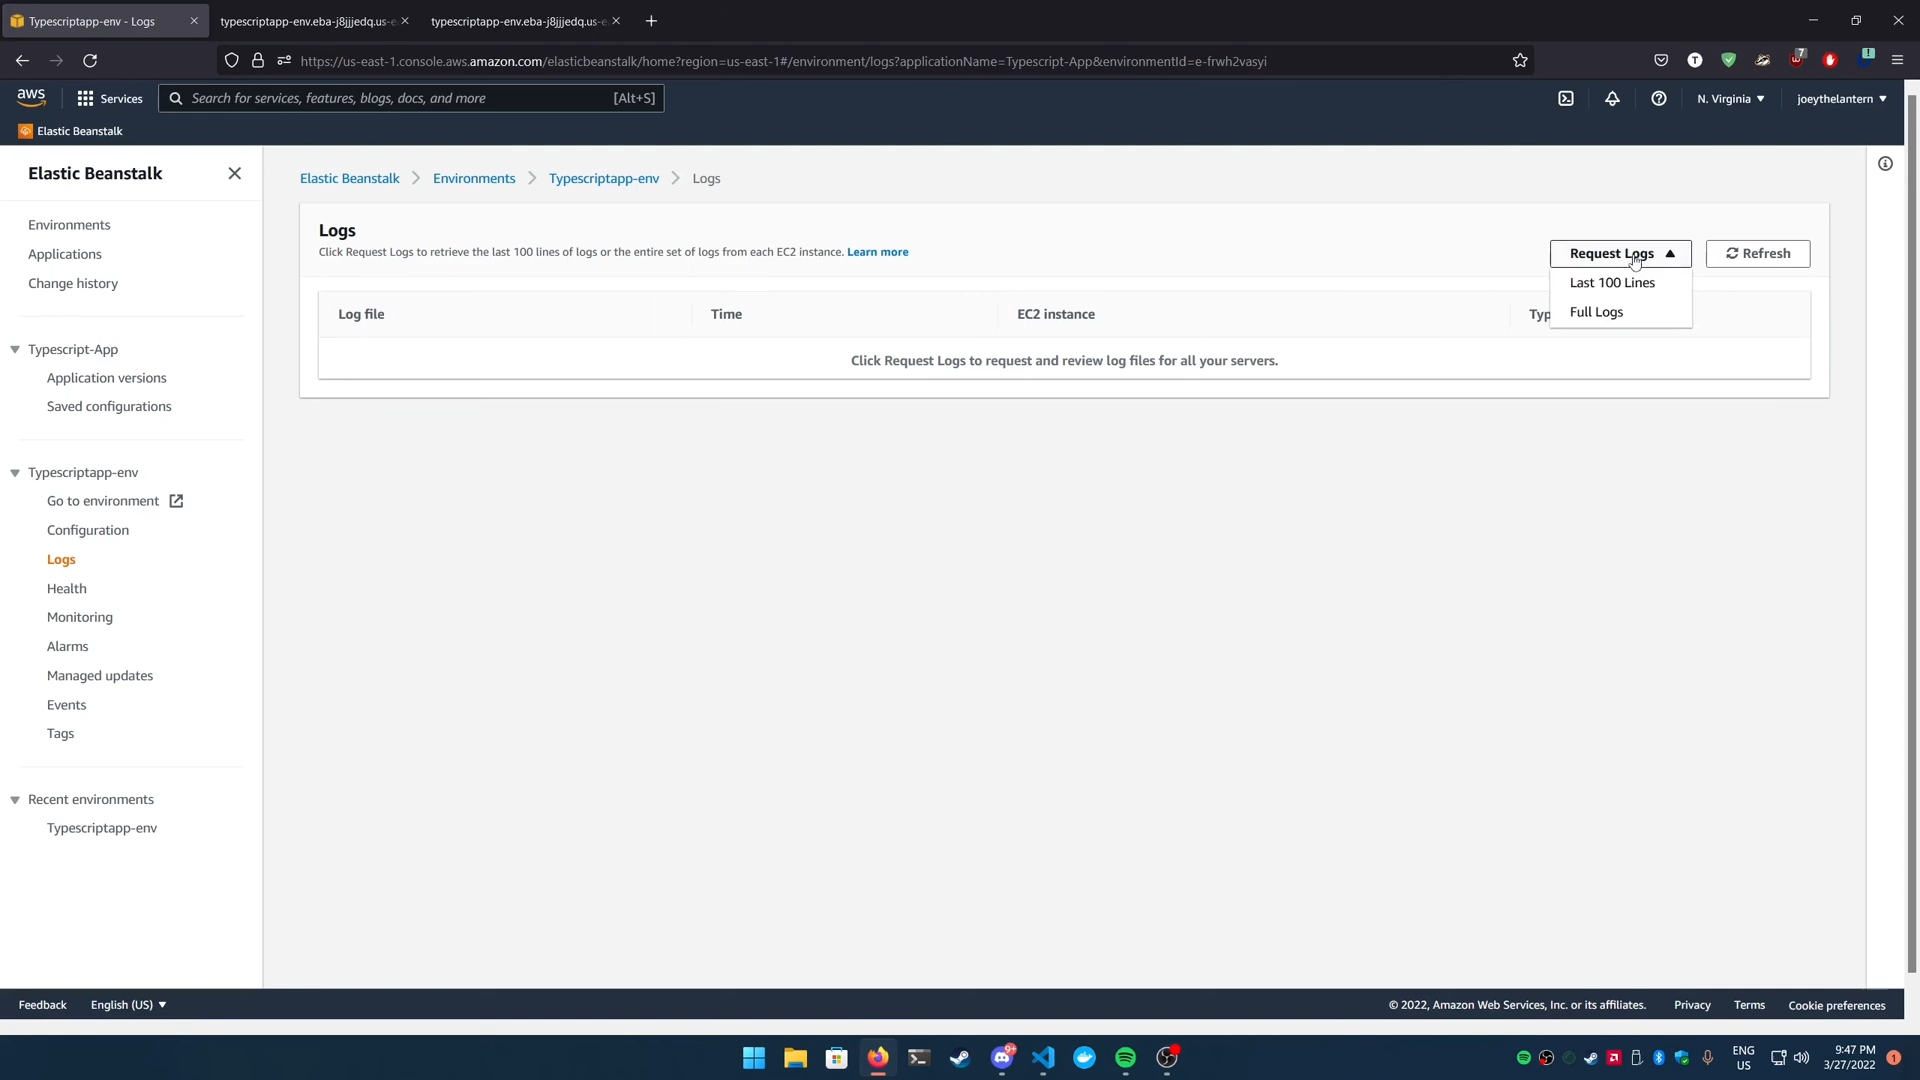 Typescriptapp-env - Logs
typescriptapp-env.eba-j8jjjedq.us-e
typescriptapp-env.eba-j8jjjedq.us-e
https://us-east-1.console.aws.amazon.com/elasticbeanstalk/home?region=us-east-1#/environment/logs?applicationName=Typescript-App&environmentId=e-frwh2vasyi
7
aws
Services
Search for services, features, blogs, docs, and more
[Alt+S]
N. Virginia
joeythelantern
Elastic Beanstalk
Elastic Beanstalk
Environments
Applications
Change history
Typescript-App
Application versions
Saved configurations
Typescriptapp-env
Go to environment
Configuration
Logs
Health
Monitoring
Alarms
Managed updates
Events
Tags
Recent environments
Typescriptapp-env
Elastic Beanstalk
Environments
Typescriptapp-env
Logs
Logs
Click Request Logs to retrieve the last 100 lines of logs or the entire set of logs from each EC2 instance. Learn more
Request Logs
Refresh
Last 100 Lines
Full Logs
Log file
Time
EC2 instance
Typ
Click Request Logs to request and review log files for all your servers.
Feedback
English (US)
© 2022, Amazon Web Services, Inc. or its affiliates.
Privacy
Terms
Cookie preferences
9+
ENG
US
9:47 PM
3/27/2022
1